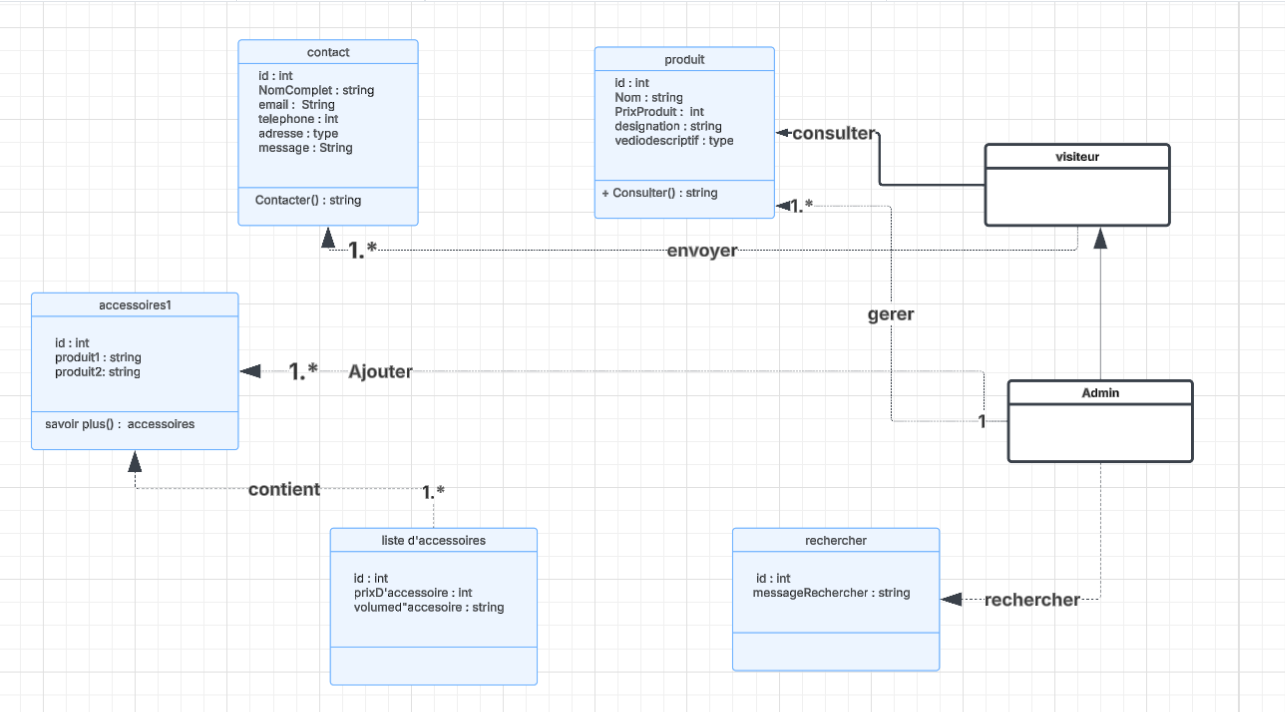 contact
id : int
NomComplet : string
email :  String
telephone : int
adresse : type
message : String
Contacter() : string
produit
id : int
Nom : string
PrixProduit :  int
designation : string
vediodescriptif : type
+ Consulter() : string
consulter
visiteur
1.*
1.*
envoyer
gerer
accessoires1
id : int
produit1 : string
produit2: string
savoir plus() :  accessoires
1.*
Ajouter
Admin
1
contient
1.*
liste d'accessoires
id : int
prixD'accessoire : int
volumed"accesoire : string
rechercher
id : int
messageRechercher : string
rechercher